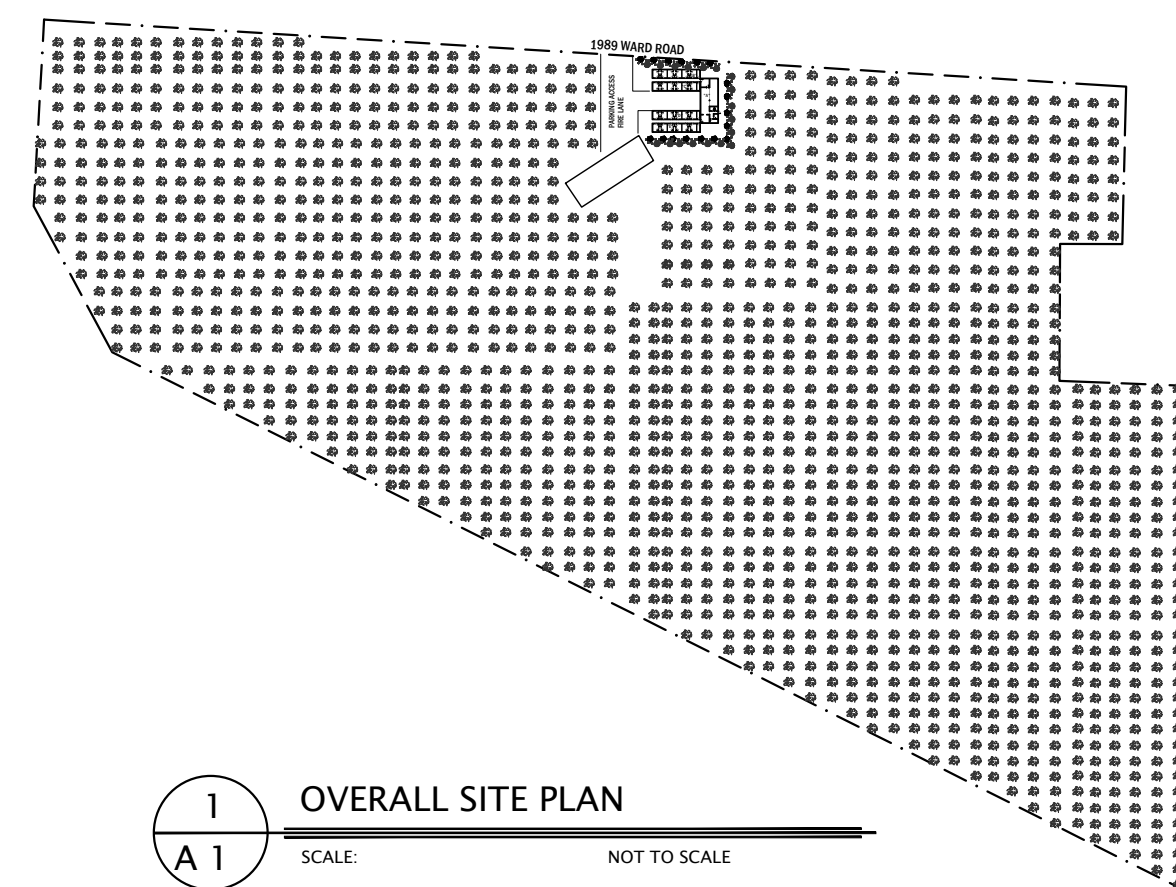 1989 WARD ROAD
PARKING ACCESS
FIRE LANE
1
OVERALL SITE PLAN
A 1
SCALE: NOT TO SCALE